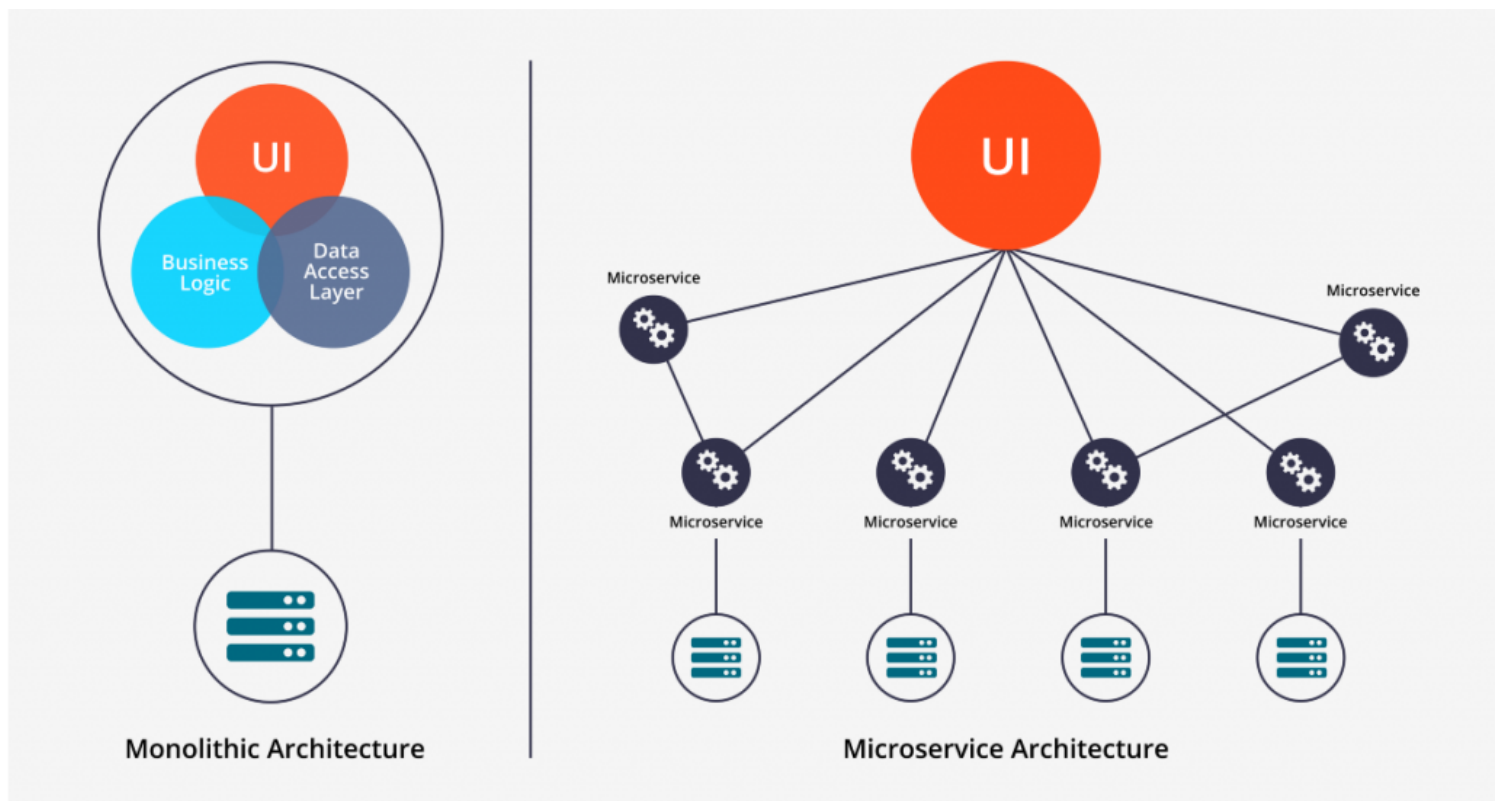 UI
Business
Logic
Data
Access
Layer
Monolithic Architecture
UI
Microservice
Microservice
Microservice
Microservice
Microservice
Microservice
Microservice Architecture